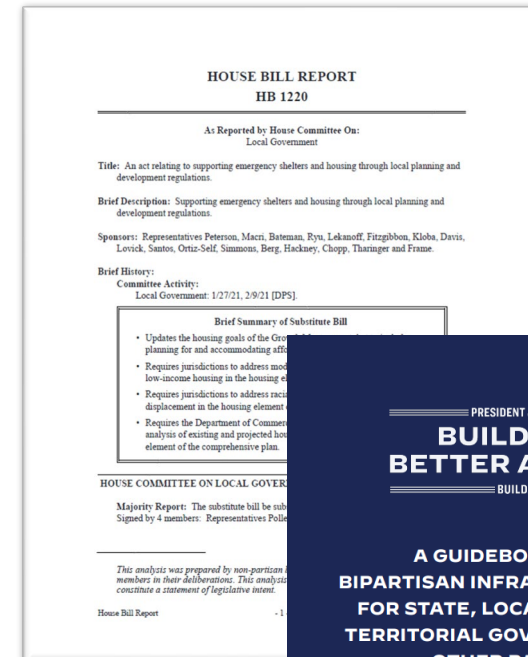 HOUSE BILL REPORT
HB 1220
As Reported by House Committee On:
Local Government
Title: An act relating to supporting emergency shelters and housing through local planning and
development regulations.
Brief Description: Supporting emergency shelters and housing through local planning and
development regulations.
Sponsors: Representatives Peterson, Macri, Bateman, Ryu, Lekanoff, Fitzgibbon, Kloba, Davis,
Lovick, Santos, Ortiz-Self, Simmons, Berg, Hackney, Chopp, Tharinger and Frame.
Brief History:
Committee Activity:
Local Government: 1/27/21, 2/9/21 [DPS].
Brief Summary of Substitute Bill
• Updates the housing goals of the
planning for and accommodating
• Requires jurisdictions to address
low-income housing in the housing
• Requires jurisdictions to address
displacement in the housing element
• Requires the Department of
analysis of existing and projected
element of the comprehensive plan.
HOUSE COMMITTEE ON LOCAL
Majority Report: The substitute bill be
Signed by 4 members: Representatives
This analysis was prepared by non-partisan
members in their deliberations. This analysis
constitute a statement of legislative intent.
House Bill Report
- 1
PRESIDENT
BUILD
BETTER
BUILD
A
BIPARTISAN
FOR STATE,
TERRITORIAL